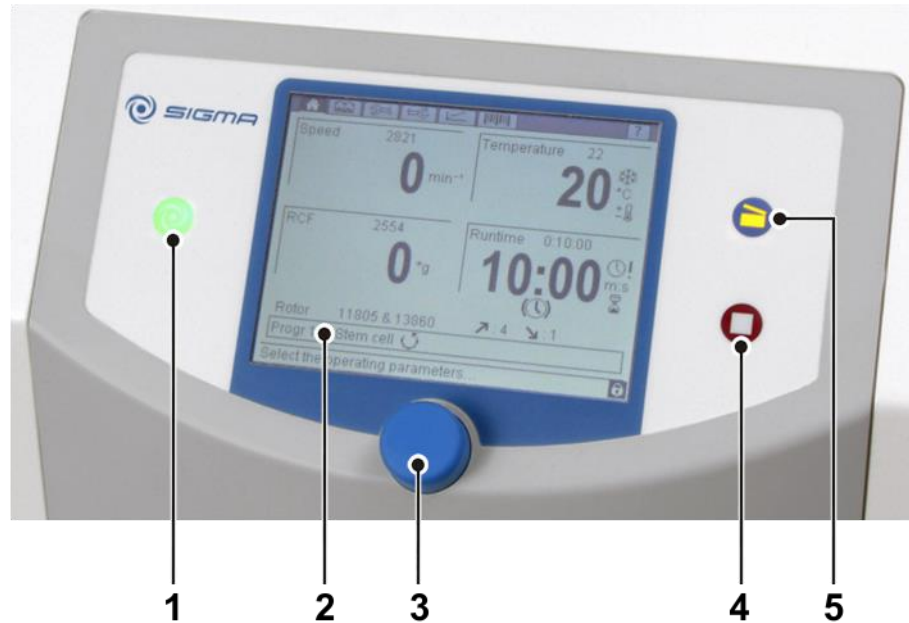 SIGMA
?
Speed 2821
0 min⁻¹
Temperature 22
20 °C
RCF 2554
0 *g
Runtime 0:10:00
10:00 m:s
Rotor 11805 & 13860
: 4 : 1
Progr Stem cell
Select the operating parameters...
1 2 3 4 5